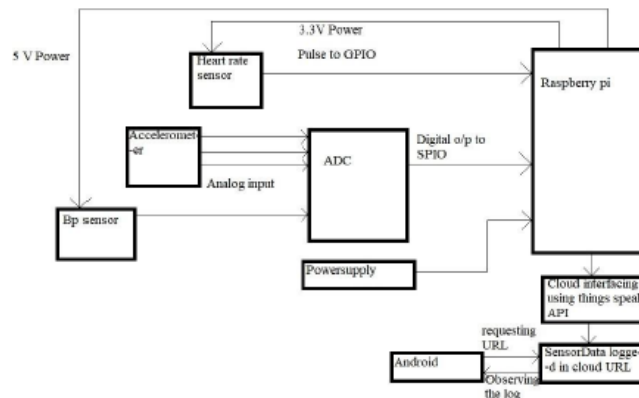 3.3V Power
5 V Power
Pulse to GPIO
Heart rate
sensor
Raspberry pi
Acceleromet
-er
ADC
Digital o/p to
SPIO
Analog input
Bp sensor
Powersupply
Cloud interfacing
using things speak
API
requesting
URL
SensorData logge-
-d in cloud URL
Android
Observing
the log